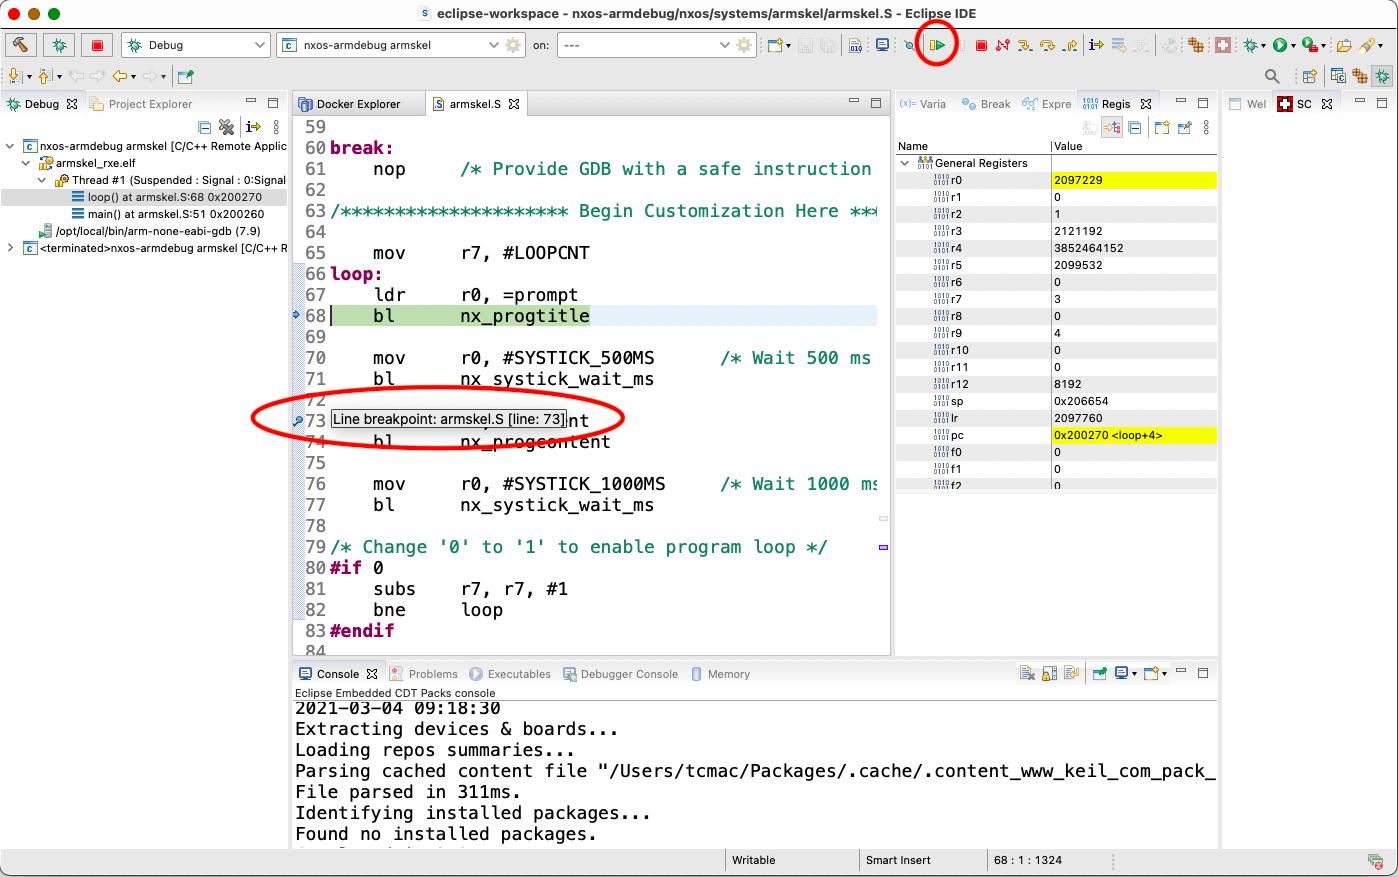 eclipse-workspace - nxos-armdebug/nxos/systems/armskel/armskel.S - Eclipse IDE
Debug
nxos-armdebug armskel
on:
---
Debug
Project Explorer
nxos-armdebug armskel [C/C++ Remote Applic
armskel_rxe.elf
Thread #1 (Suspended : Signal : 0:Signal
loop() at armskel.S:68 0x200270
main() at armskel.S:51 0x200260
/opt/local/bin/arm-none-eabi-gdb (7.9)
<terminated>nxos-armdebug armskel [C/C++ R
Docker Explorer
armskel.S
59
60 break:
61 nop /* Provide GDB with a safe instruction
62
63 /********************* Begin Customization Here ***
64
65 mov r7, #LOOPCNT
66 loop:
67 ldr r0, =prompt
68 bl nx_progtitle
69
70 mov r0, #SYSTICK_500MS /* Wait 500 ms
71 bl nx_systick_wait_ms
72
73 Line breakpoint: armskel.S [line: 73] nt
74 bl nx_progcontent
75
76 mov r0, #SYSTICK_1000MS /* Wait 1000 ms
77 bl nx_systick_wait_ms
78
79 /* Change '0' to '1' to enable program loop */
80 #if 0
81 subs r7, r7, #1
82 bne loop
83 #endif
84
(x)= Varia
Break
Expre
Regis
Name Value
General Registers
r0 2097229
r1 0
r2 1
r3 2121192
r4 3852464152
r5 2099532
r6 0
r7 3
r8 0
r9 4
r10 0
r11 0
r12 8192
sp 0x206654
lr 2097760
pc 0x200270 <loop+4>
f0 0
f1 0
f2 0
Wel
SC
Console
Problems
Executables
Debugger Console
Memory
Eclipse Embedded CDT Packs console
2021-03-04 09:18:30
Extracting devices & boards...
Loading repos summaries...
Parsing cached content file "/Users/tcmac/Packages/.cache/.content_www_keil_com_pack_
File parsed in 311ms.
Identifying installed packages...
Found no installed packages.
Writable
Smart Insert
68 : 1 : 1324